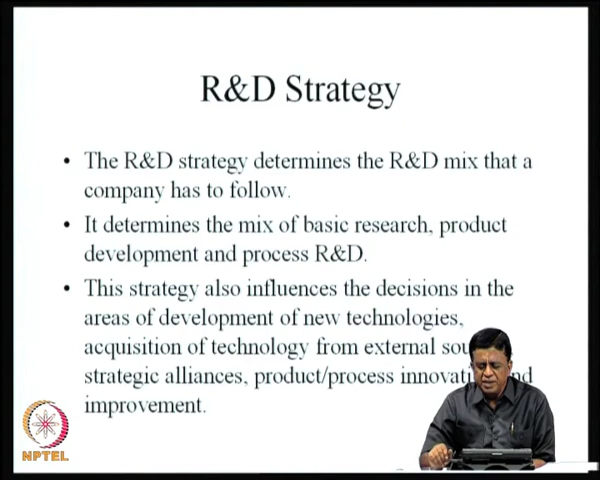 R&D Strategy
• The R&D strategy determines the R&D mix that a
company has to follow.
• It determines the mix of basic research, product
development and process R&D.
• This strategy also influences the decisions in the
areas of development of new technologies,
acquisition of technology from external
strategic alliances, product/process
improvement.
NPTEL